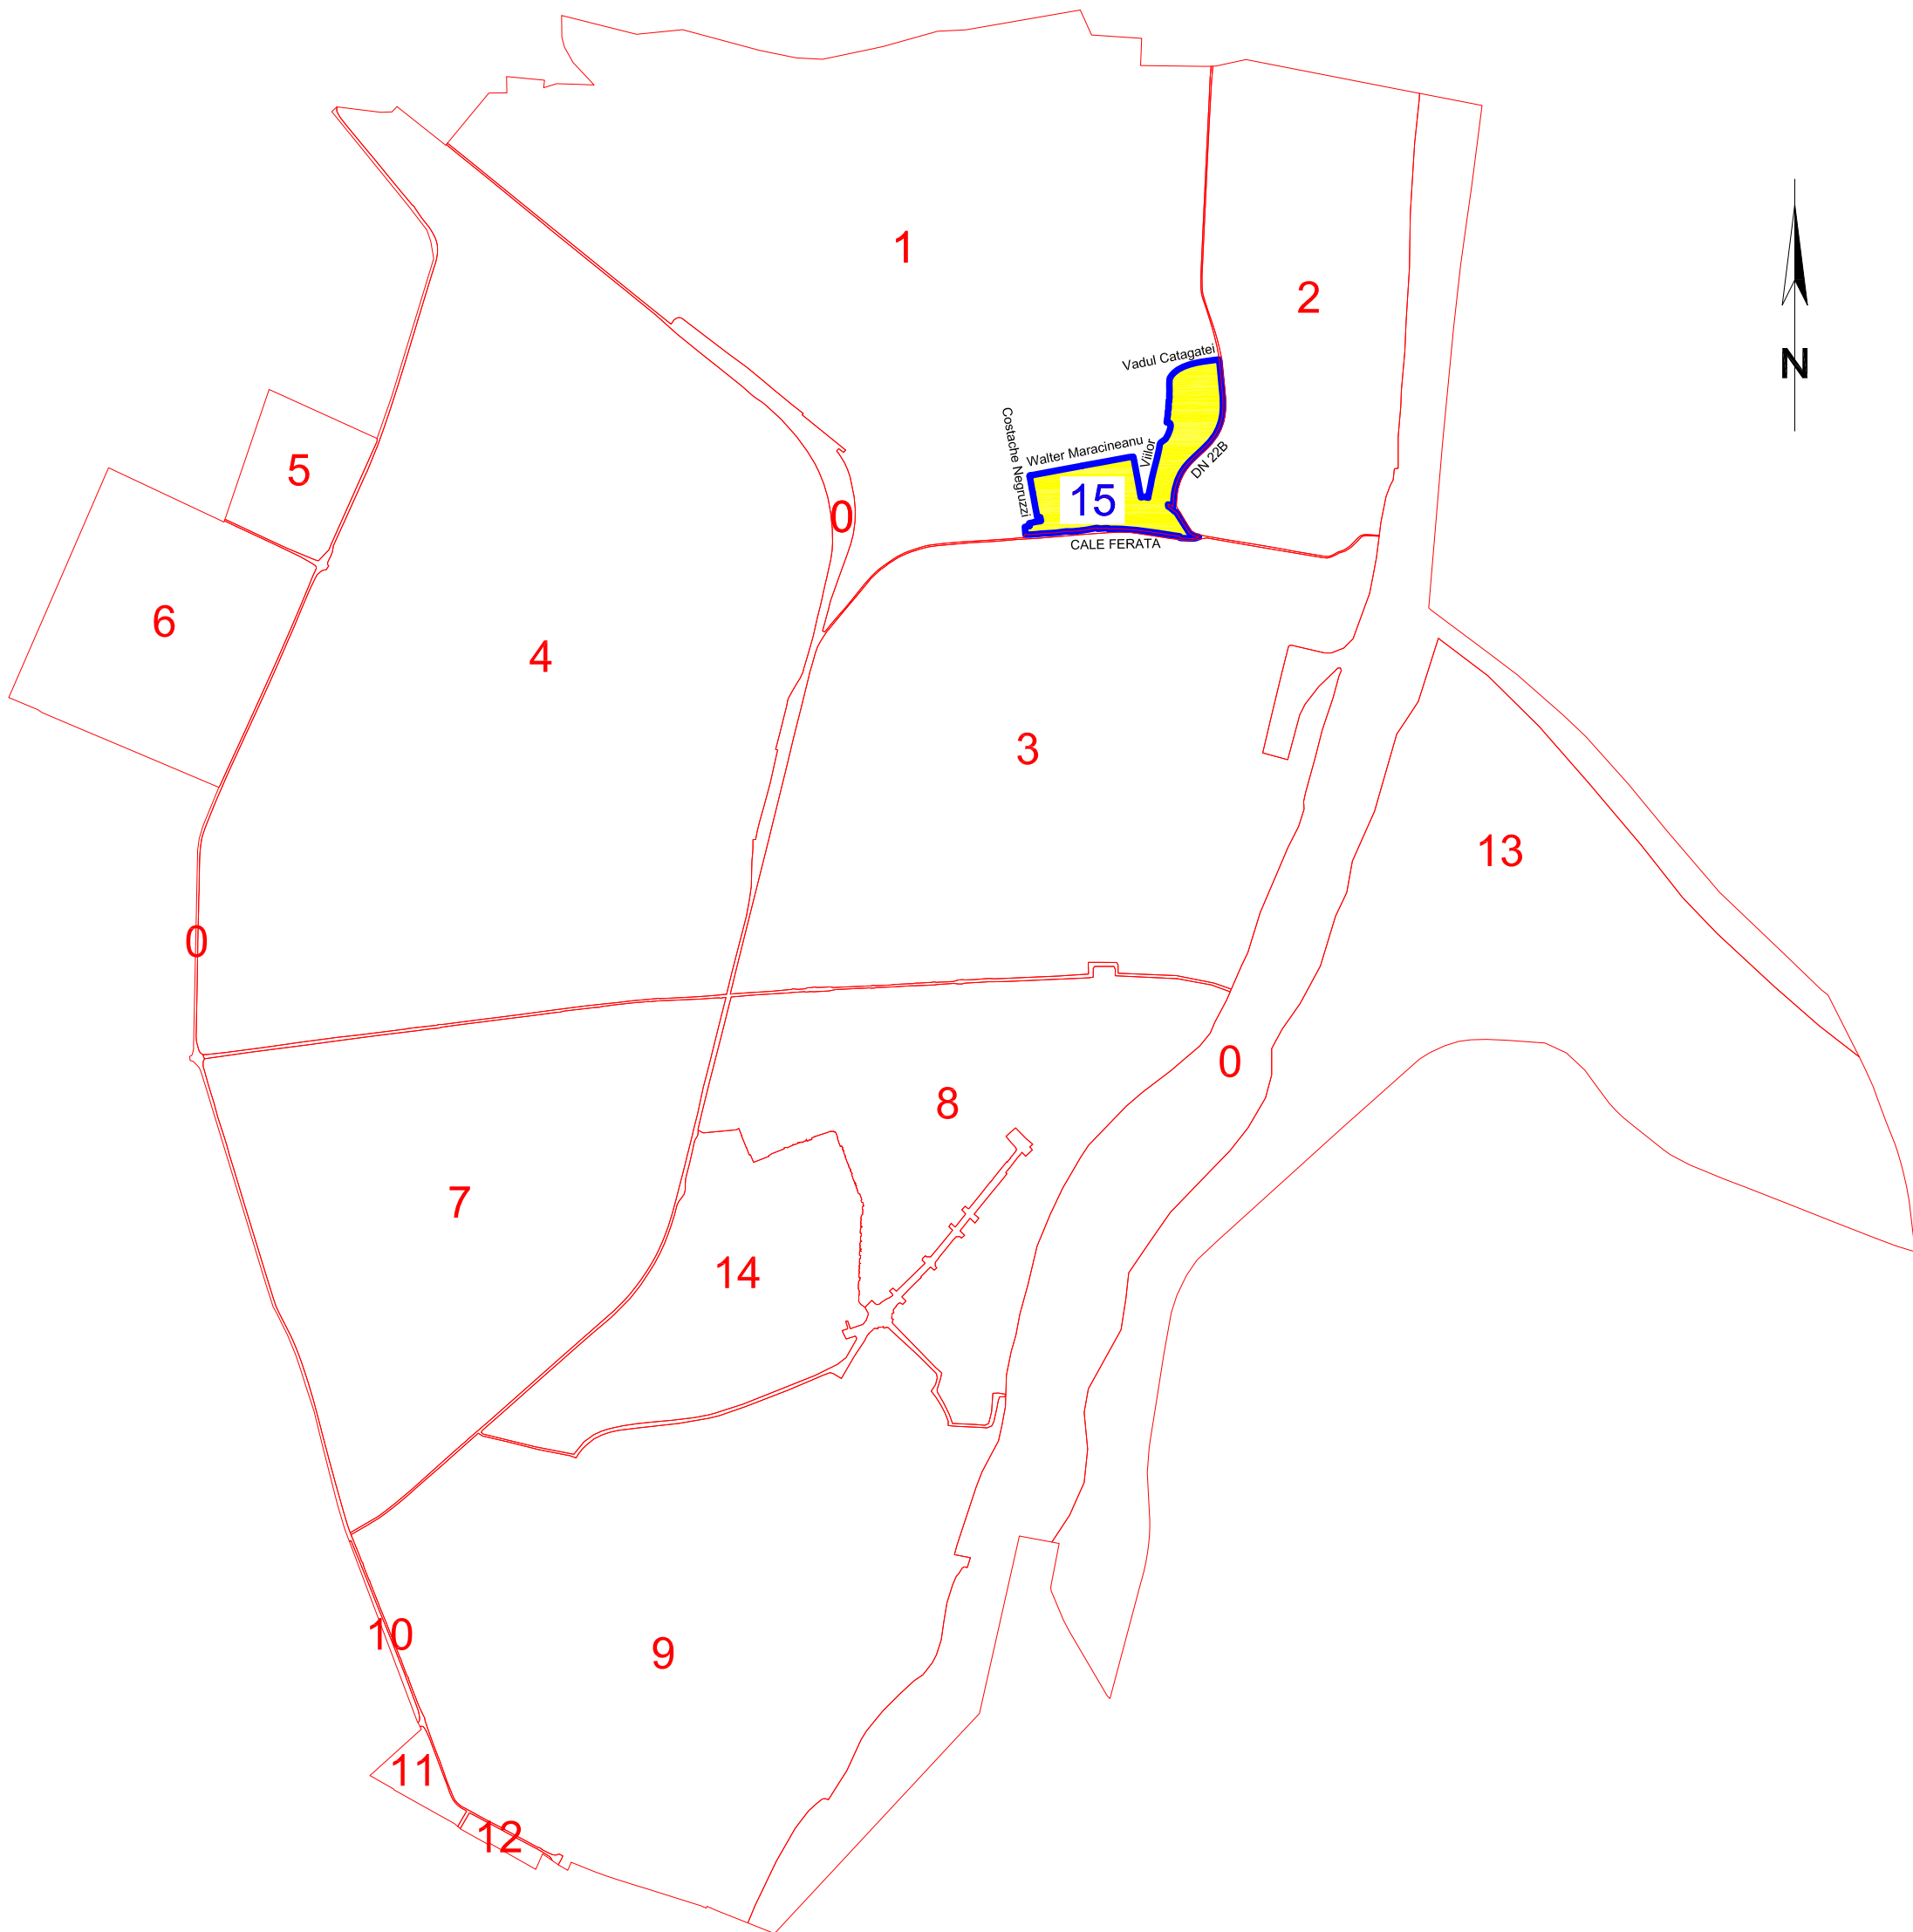 1
2
Vadul Catagatei
N
Costache Negruzzi
Walter Maracineanu
Viilor
DN 22B
5
15
0
CALE FERATA
6
4
3
13
0
0
8
7
14
10
9
11
12